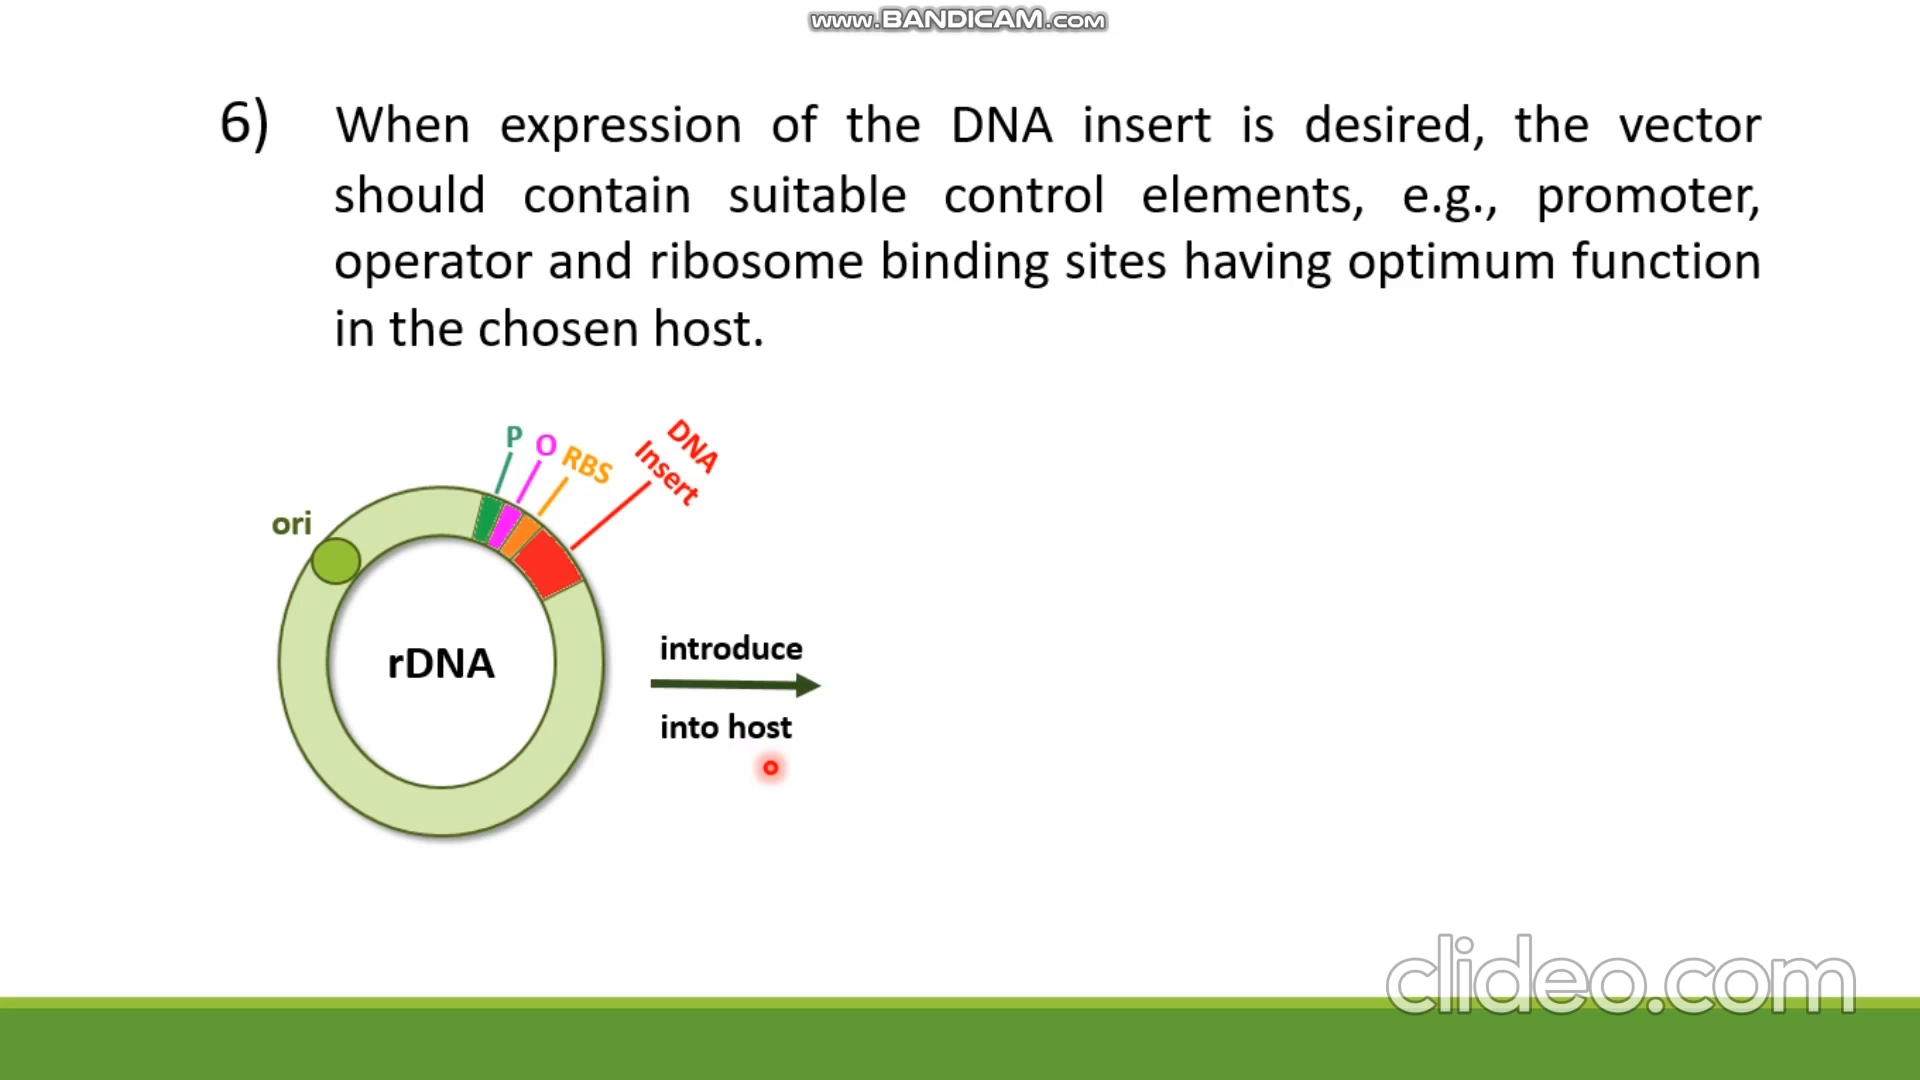 www.BANDICAM.com
6) When expression of the DNA insert is desired, the vector
should contain suitable control elements, e.g., promoter,
operator and ribosome binding sites having optimum function
in the chosen host.
P O RBS
DNA
Insert
ori
rDNA
introduce
into host
clideo.com